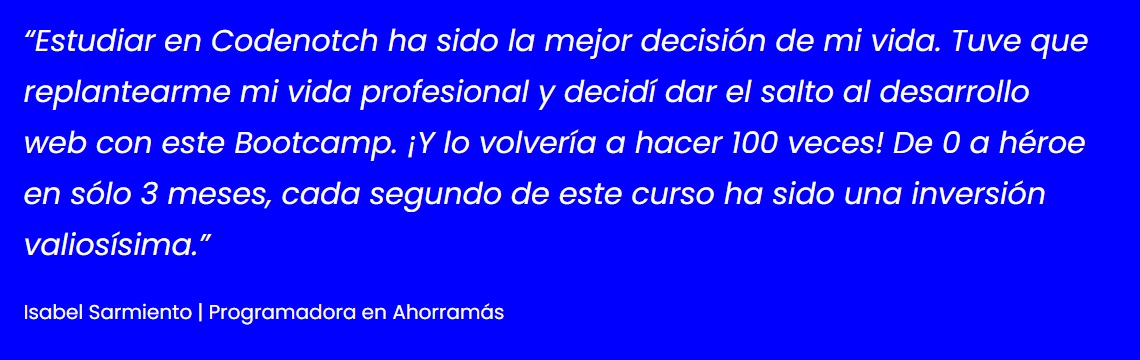 “Estudiar en Codenotch ha sido la mejor decisión de mi vida. Tuve que
replantearme mi vida profesional y decidí dar el salto al desarrollo
web con este Bootcamp. ¡Y lo volvería a hacer 100 veces! De 0 a héroe
en sólo 3 meses, cada segundo de este curso ha sido una inversión
valiosísima.”
Isabel Sarmiento | Programadora en Ahorramás